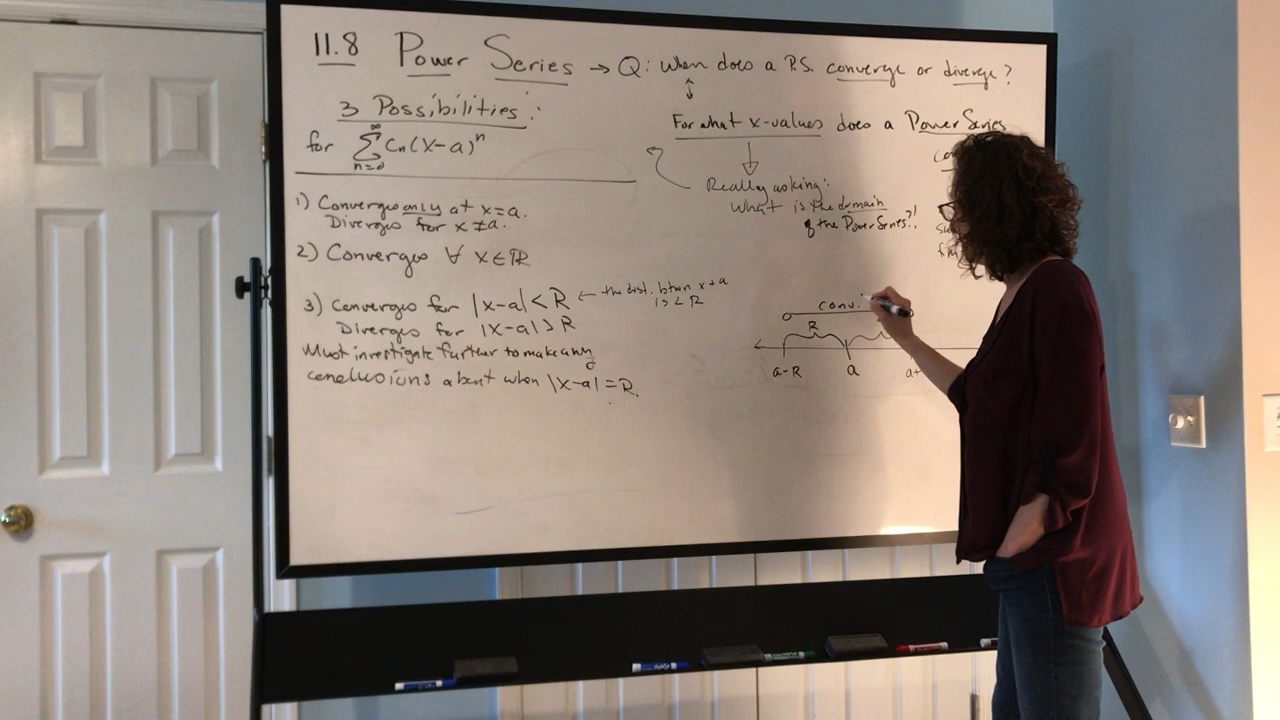 11.8 Power Series → Q: When does a P.S. converge or diverge?
3 Possibilities:
for ∑_{n=0}^{∞} Cn(x-a)^n
1) Converges only at x=a.
Diverges for x≠a.
2) Converges ∀ x∈ℝ
3) Converges for |x-a| < R ← the dist. btwn x + a
is < R
Diverges for |x-a| > R
Must investigate further to make any
conclusions about when |x-a| = R.
For what x-values does a Power Series
Really asking:
What is the domain
of the Power Series?!
conv.
R
a-R a a+